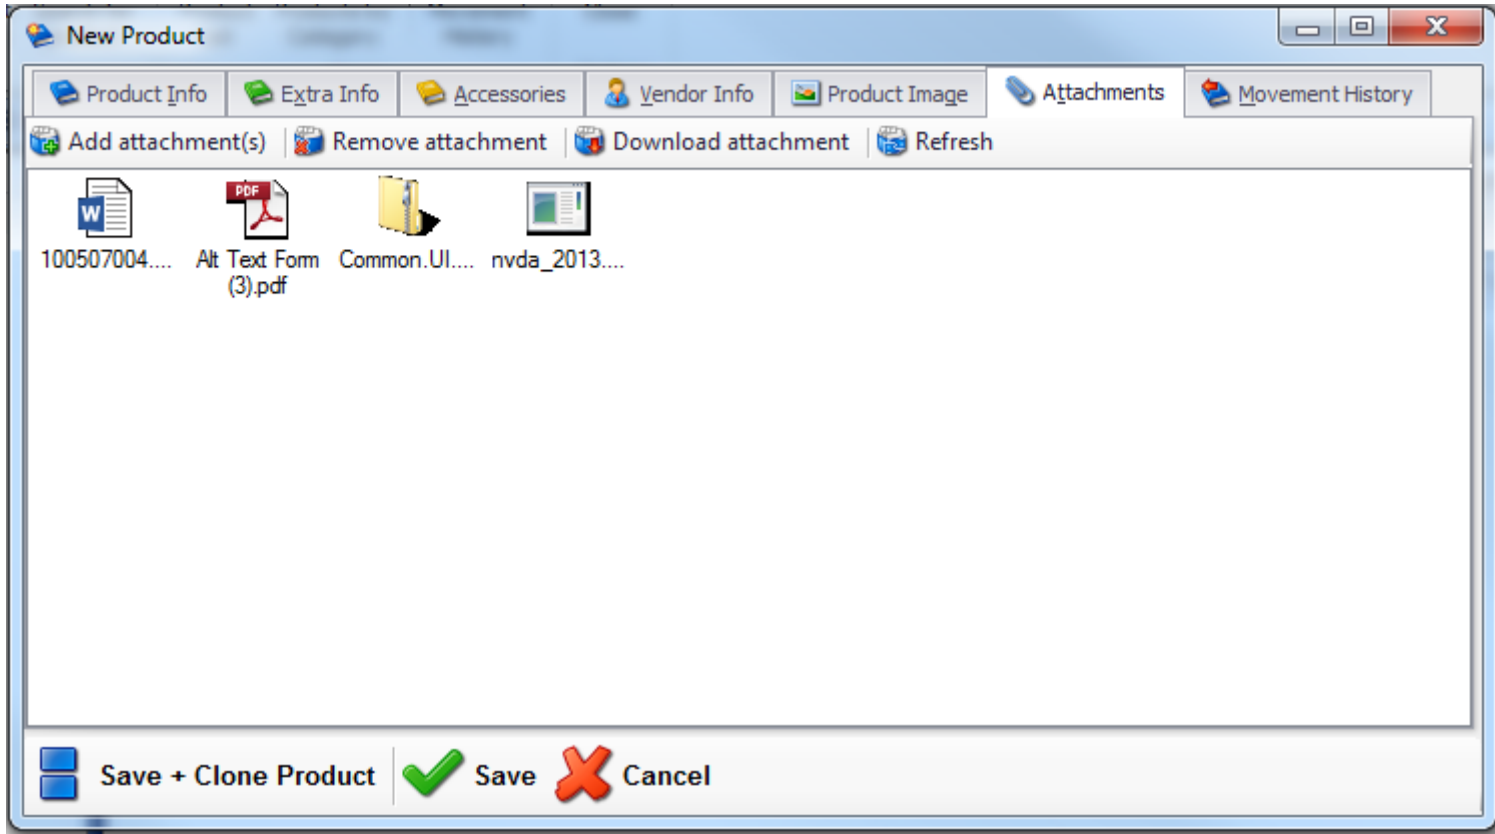 New Product
Product Info Extra Info Accessories Vendor Info Product Image Attachments Movement History
Add attachment(s) Remove attachment Download attachment Refresh
W PDF
100507004.... Alt Text Form (3).pdf Common.UI.... nvda_2013....
Save + Clone Product Save Cancel